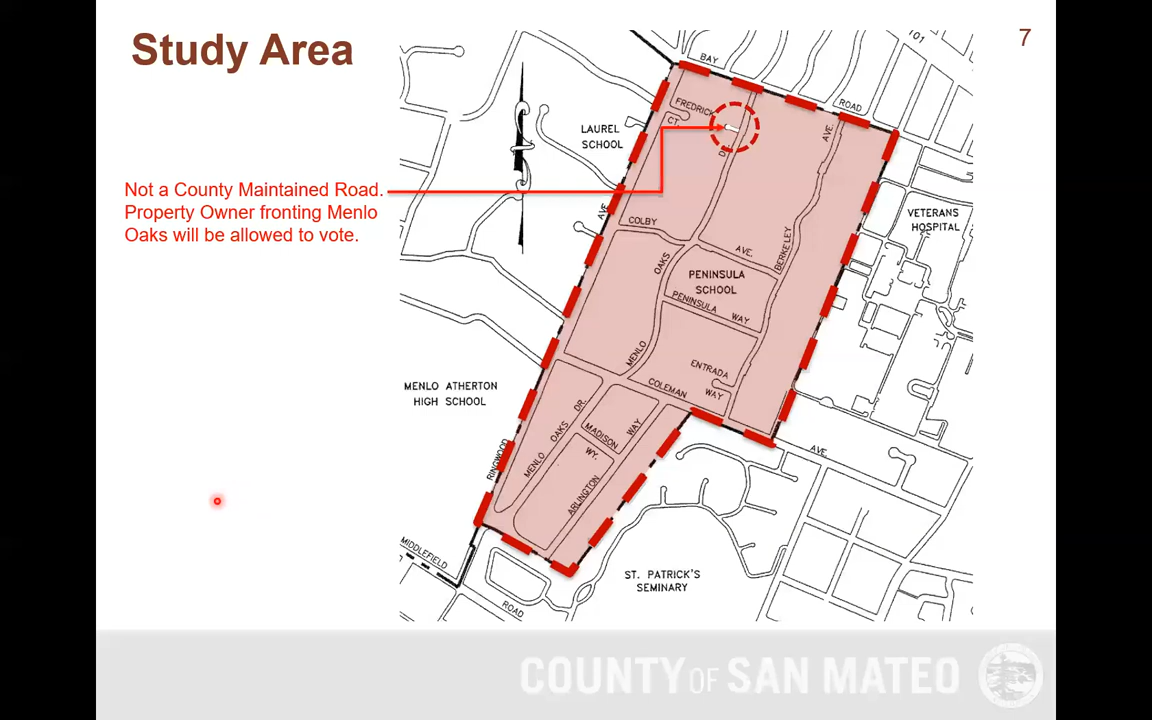 Study Area
7
Not a County Maintained Road.
Property Owner fronting Menlo
Oaks will be allowed to vote.
101
BAY
ROAD
FREDRICK
CT.
LAUREL
SCHOOL
AVE.
AVE
VETERANS
HOSPITAL
COLBY
AVE.
BERKELEY
OAKS
PENINSULA
SCHOOL
PENINSULA WAY
MENLO
ENTRADA
WAY
COLEMAN
MENLO ATHERTON
HIGH SCHOOL
DR.
OAKS
MENLO
MADISON
WY.
WAY
ARLINGTON
RINGWOOD
AVE.
MIDDLEFIELD
ROAD
ST. PATRICK'S
SEMINARY
COUNTY OF SAN MATEO